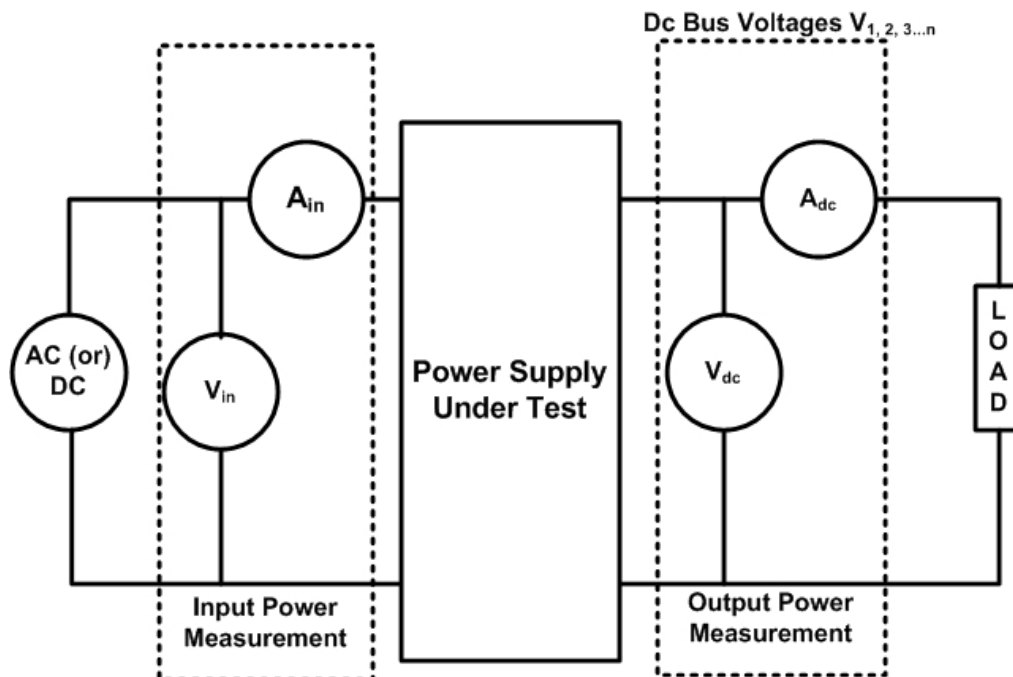 Dc Bus Voltages V1, 2, 3...n
Ain
Adc
AC (or)
DC
Vin
Power Supply
Under Test
Vdc
L
O
A
D
Input Power
Measurement
Output Power
Measurement